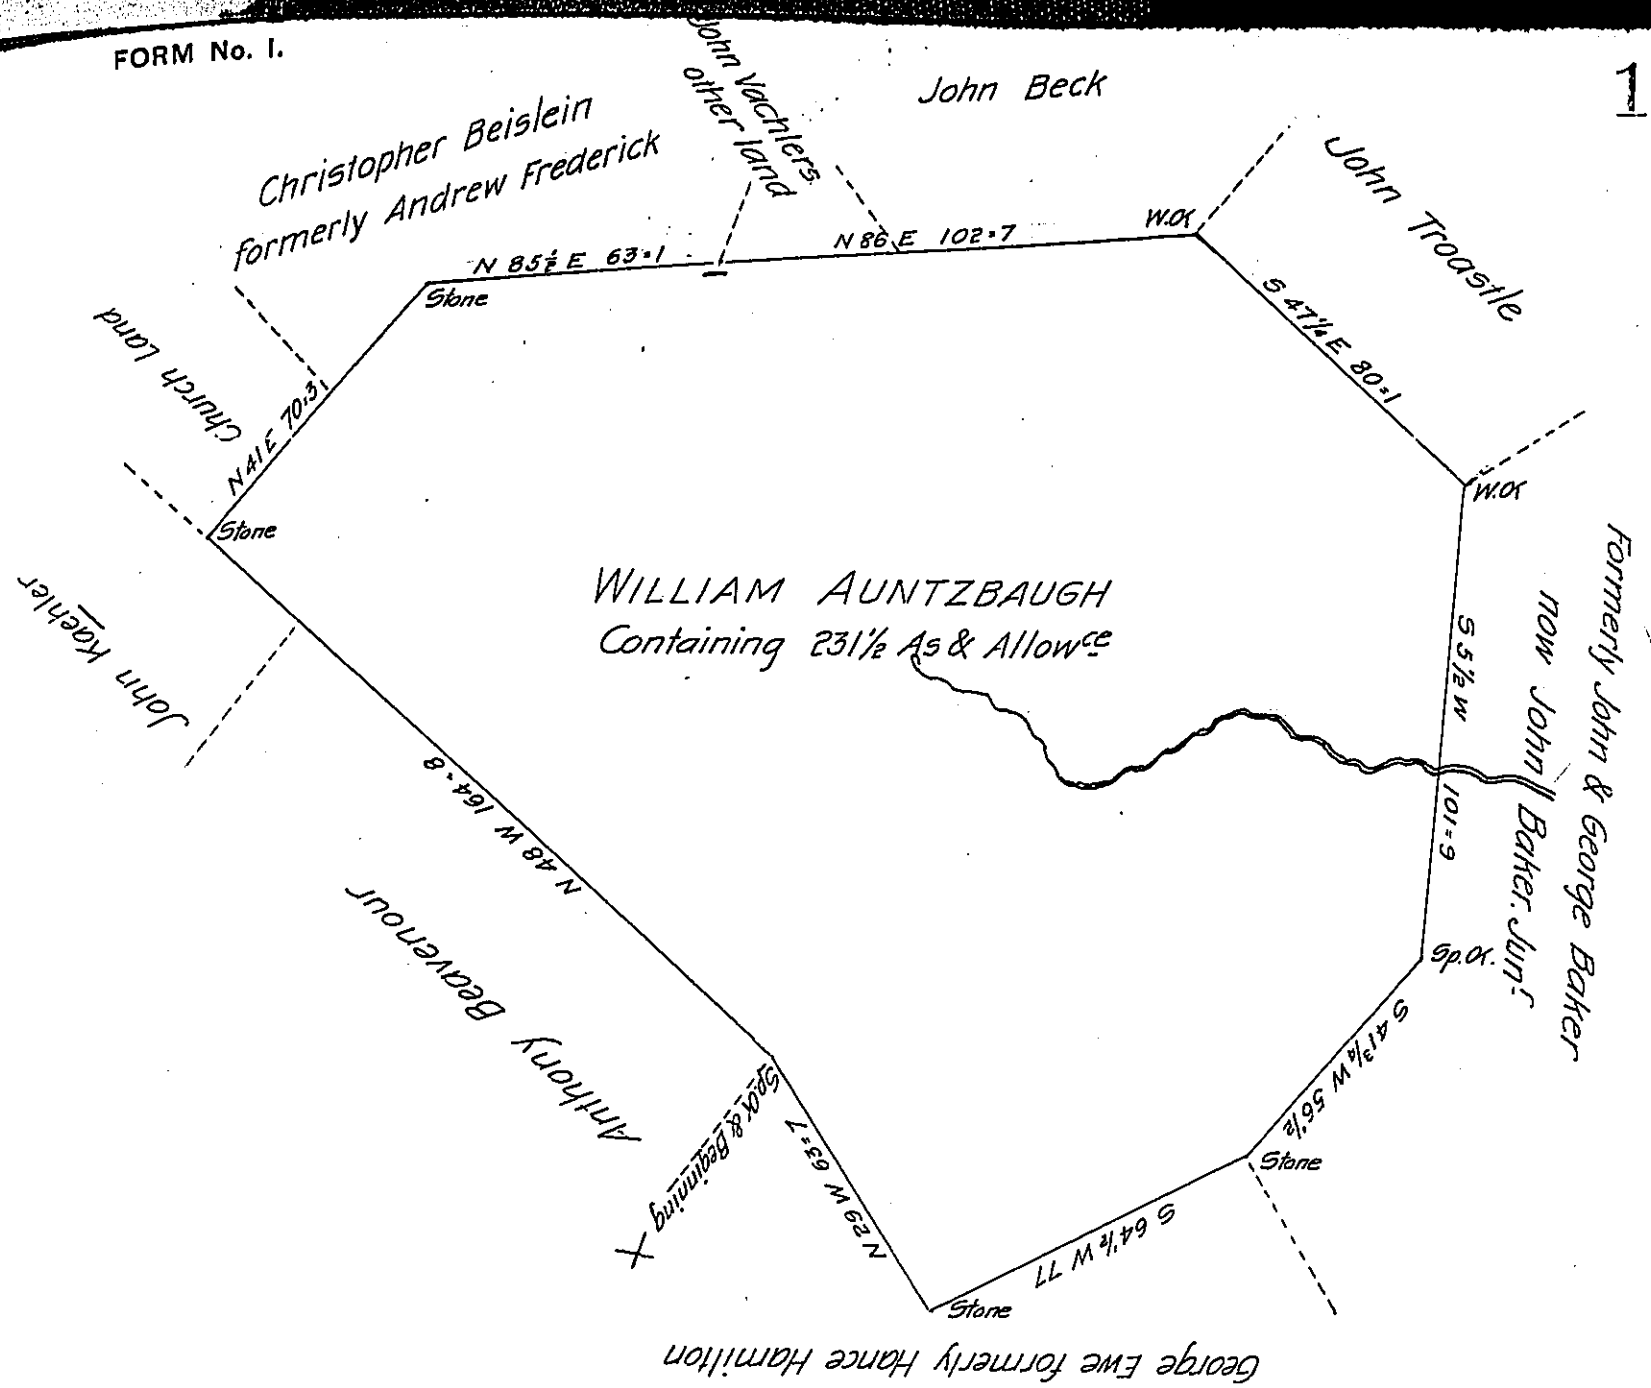 FORM No. 1.
1
Christopher Beislein
formerly Andrew Frederick
John Vachlers
other land
John Beck
John Troastle
N 85½ E 63=1
N 86 E 102=7
W.O.
S 47¼ E 80=1
W.O.
Stone
Church Land
N 41 E 70=3
Stone
John Kaehler
WILLIAM AUNTZBAUGH
Containing 231½ As & Allowce
Formerly John & George Baker
now John Baker. Junr
S 5½ W 101=9
N 48 W 164=8
Anthony Beavenour
Sp.O.
S 41¾ W 56½
Sp.O. & Beginning
X
N 29 W 63=7
Stone
S 64½ W 77
Stone
George Ewe formerly Hance Hamilton